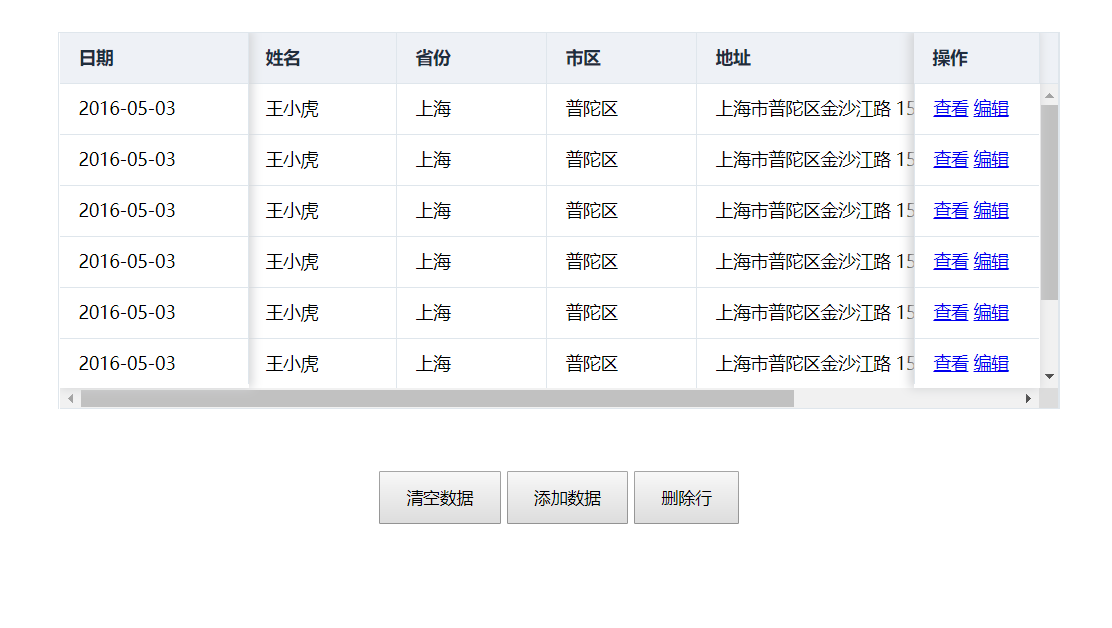 日期 姓名 省份 市区 地址 操作
2016-05-03 王小虎 上海 普陀区 上海市普陀区金沙江路 15 查看 编辑
2016-05-03 王小虎 上海 普陀区 上海市普陀区金沙江路 15 查看 编辑
2016-05-03 王小虎 上海 普陀区 上海市普陀区金沙江路 15 查看 编辑
2016-05-03 王小虎 上海 普陀区 上海市普陀区金沙江路 15 查看 编辑
2016-05-03 王小虎 上海 普陀区 上海市普陀区金沙江路 15 查看 编辑
2016-05-03 王小虎 上海 普陀区 上海市普陀区金沙江路 15 查看 编辑
清空数据 添加数据 删除行